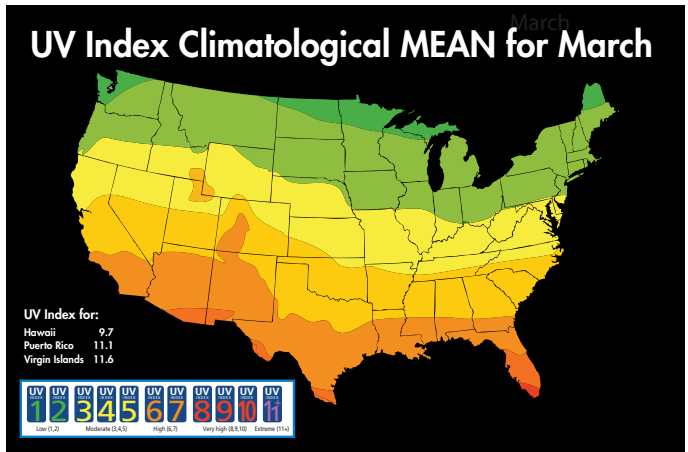 March
UV Index Climatological MEAN for March
UV Index for:
Hawaii 9.7
Puerto Rico 11.1
Virgin Islands 11.6
UV UV UV UV UV UV UV UV UV UV UV
INDEX INDEX INDEX INDEX INDEX INDEX INDEX INDEX INDEX INDEX INDEX
1 2 3 4 5 6 7 8 9 10 11+
Low (1,2) Moderate (3,4,5) High (6,7) Very high (8,9,10) Extreme (11+)